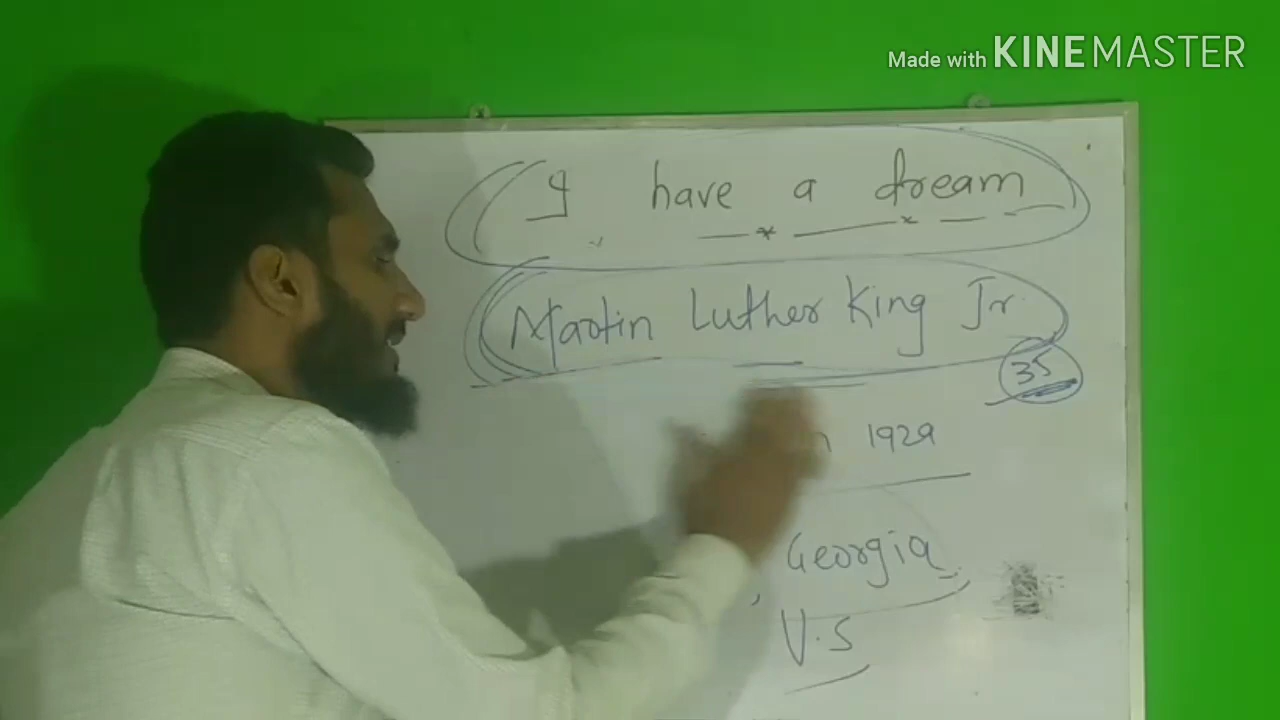 Made with KINEMASTER
I have a dream
Martin Luther King Jr.
35
1929
Georgia
U.S